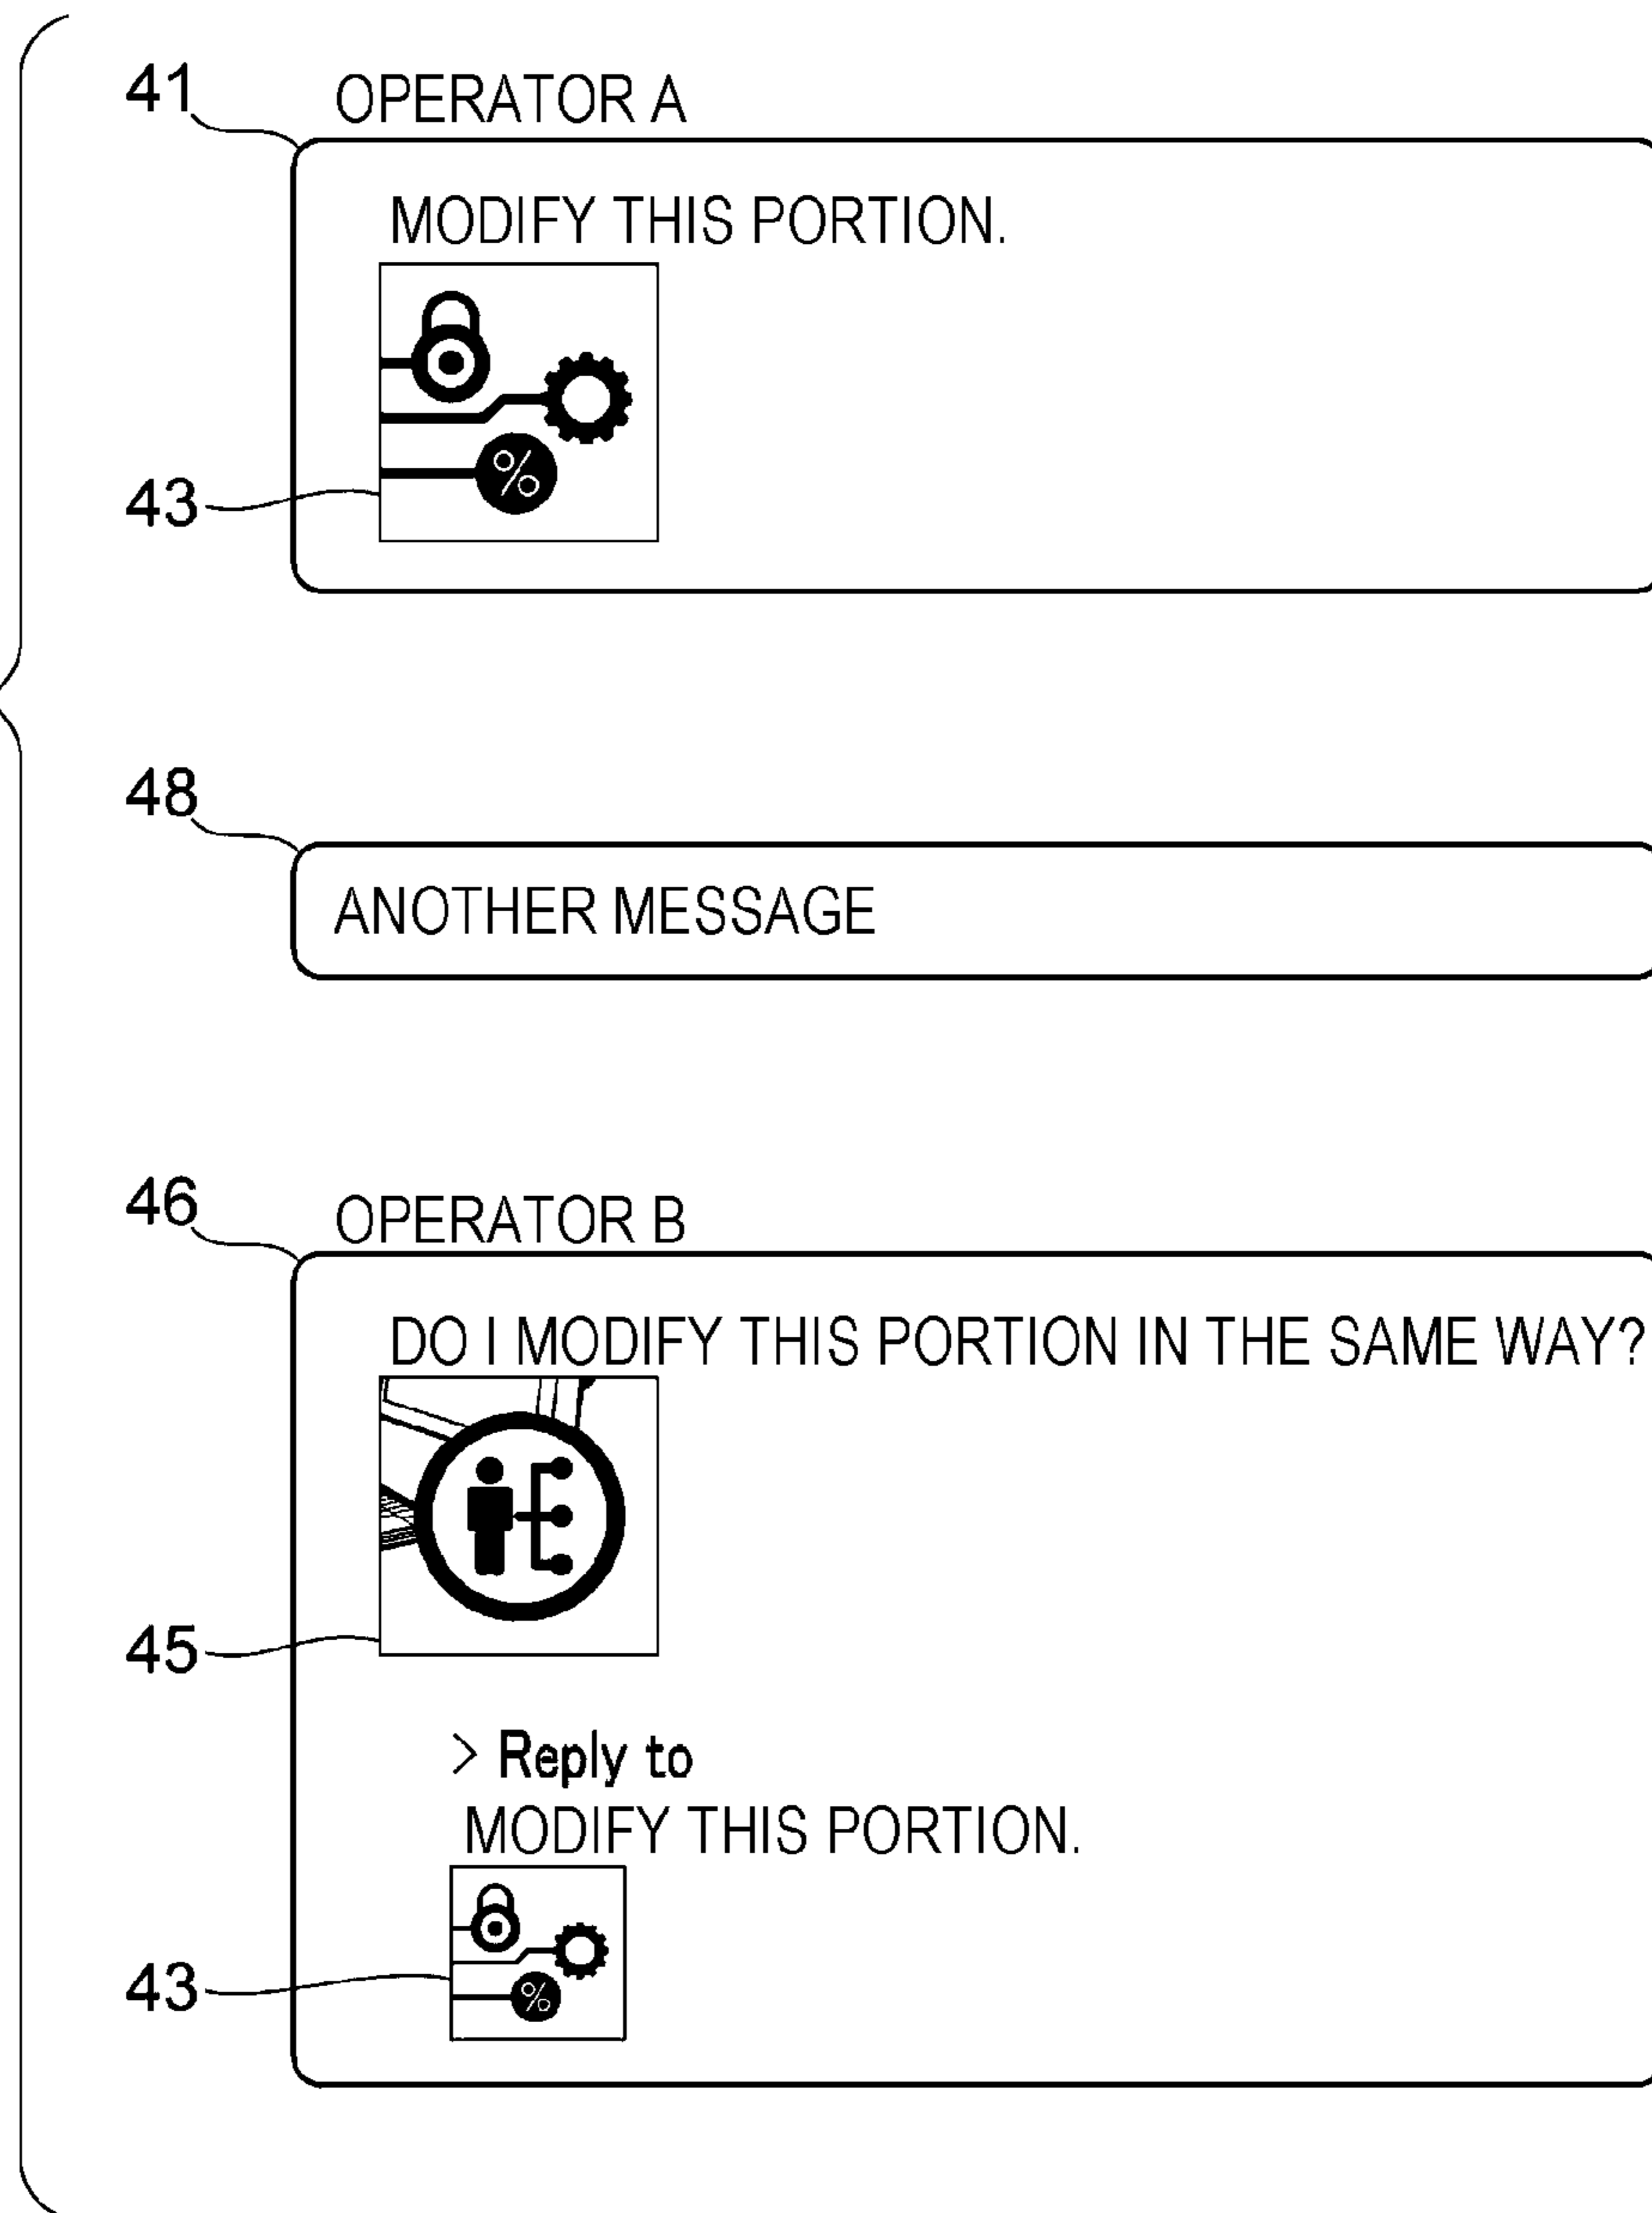 41
OPERATOR A
MODIFY THIS PORTION.
%
43
48
ANOTHER MESSAGE
46
OPERATOR B
DO I MODIFY THIS PORTION IN THE SAME WAY?
45
> Reply to
MODIFY THIS PORTION.
%
43